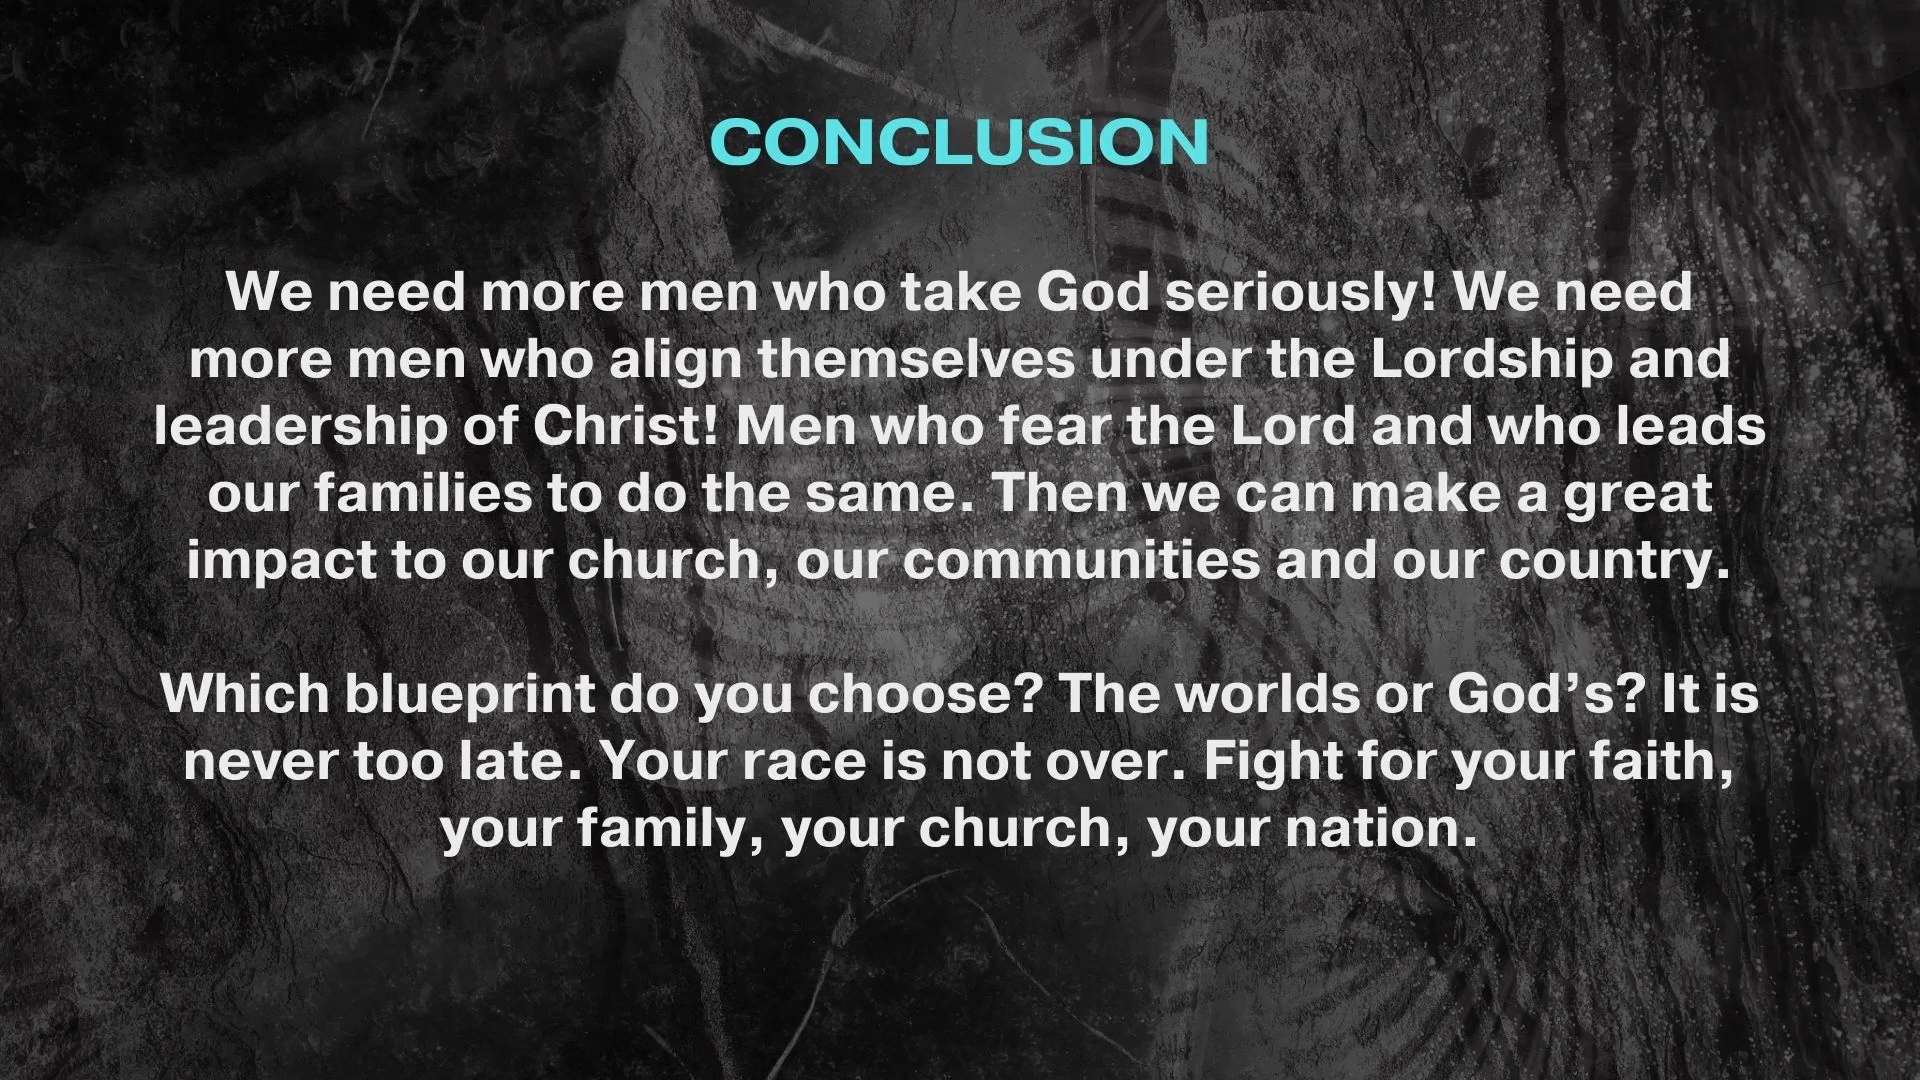 CONCLUSION
We need more men who take God seriously! We need
more men who align themselves under the Lordship and
leadership of Christ! Men who fear the Lord and who leads
our families to do the same. Then we can make a great
impact to our church, our communities and our country.
Which blueprint do you choose? The worlds or God’s? It is
never too late. Your race is not over. Fight for your faith,
your family, your church, your nation.